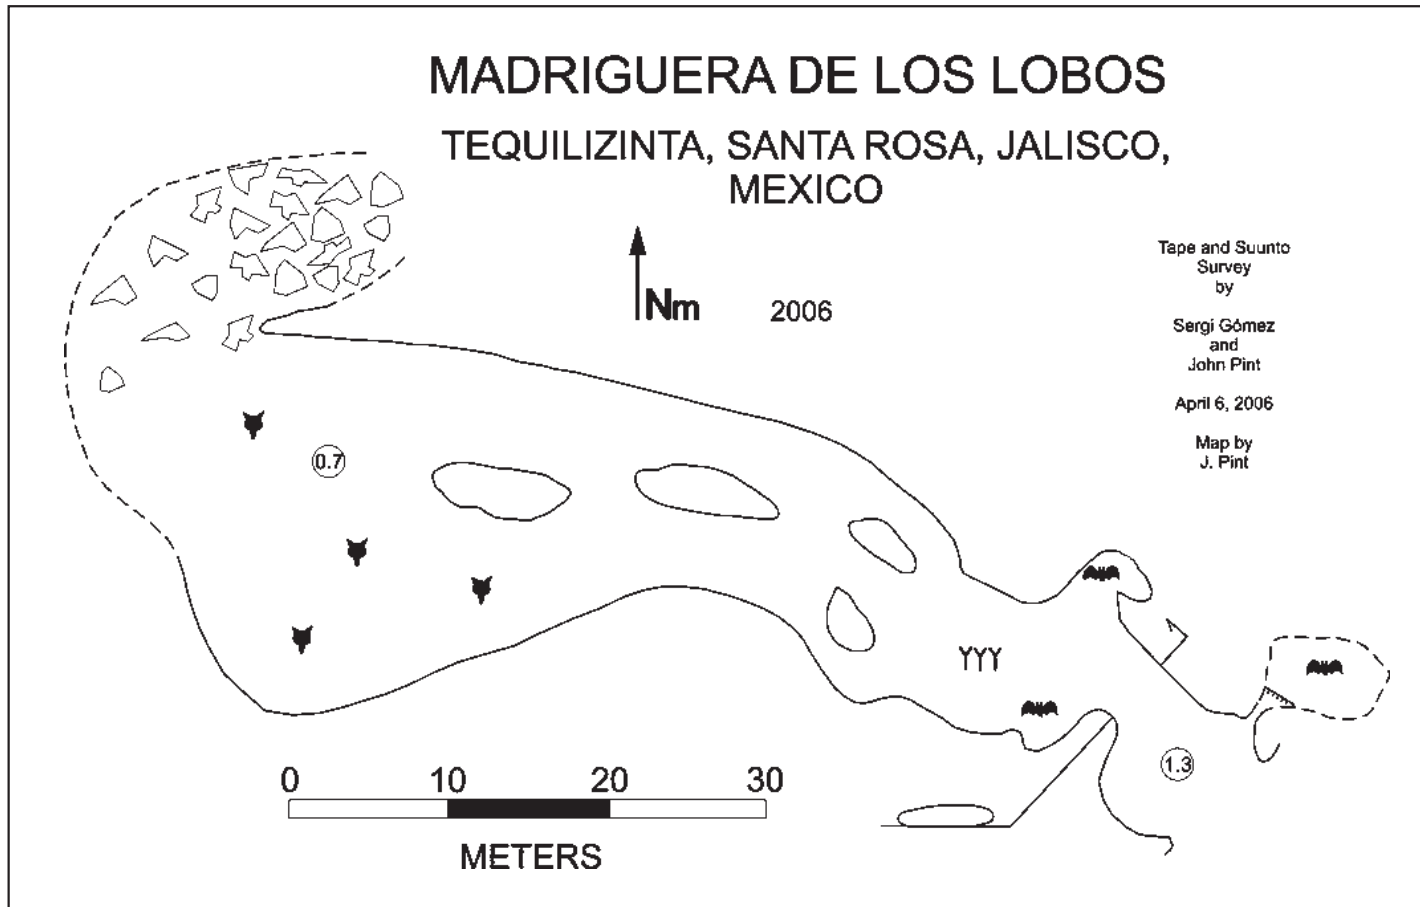 MADRIGUERA DE LOS LOBOS
TEQUILIZINTA, SANTA ROSA, JALISCO,
MEXICO
Tape and Suunto
Survey
by
Sergi Gómez
and
John Pint
April 6, 2006
Map by
J. Pint
Nm 2006
0.7
YYY
1.3
0 10 20 30
METERS